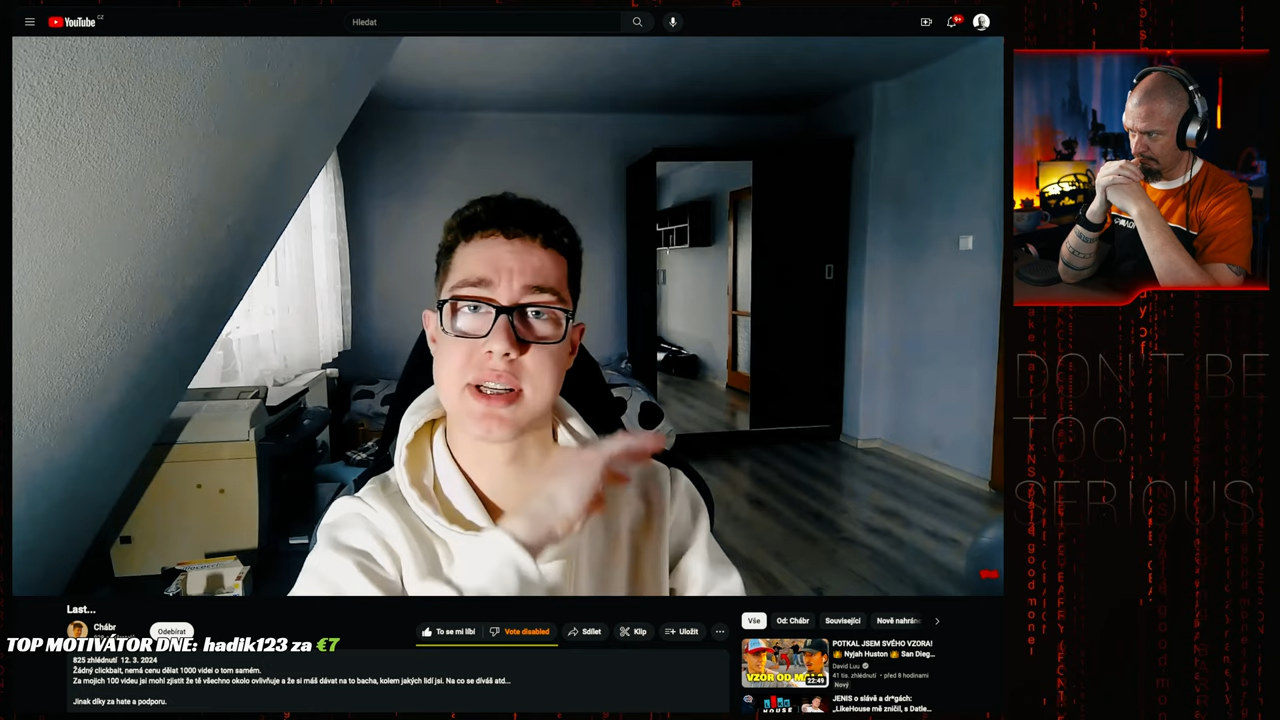 YouTube CZ
Hledat
9+
Last...
Chábr
Odebírat
To se mi líbí
Vote disabled
Sdílet
Klip
Uložit
TOP MOTIVÁTOR DNE: hadik123 za €7
825 zhlédnutí 12. 3. 2024
Žádný clickbait, nemá cenu dělat 1000 videí o tom samém.
Za mojich 100 videu jsi mohl zjistit že tě všechno okolo ovlivňuje a že si máš dávat na to bacha, kolem jakých lidí jsi. Na co se díváš atd...
Jinak díky za hate a podporu.
Vše
Od: Chábr
Související
Nově nahrán
POTKAL JSEM SVÉHO VZORA!
Nyjah Huston
San Dieg...
David Luu
41 tis. zhlédnutí • před 8 hodinami
Nový
VZOR OD MALA
22:49
JENIS o slávě a dr*gách:
„LikeHouse mě zničil, s Datle...
LIKE
HOUSE
DON'T BE
TOO
SERIOUS